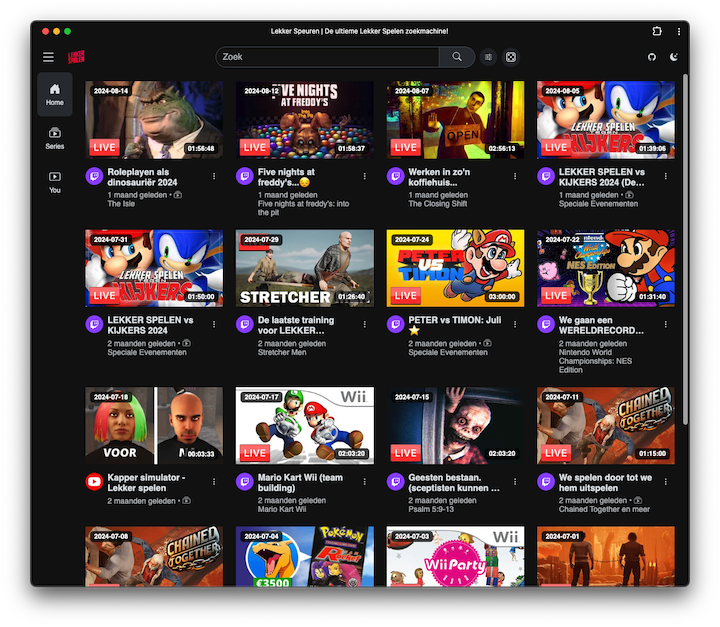 Lekker Speuren | De ultieme Lekker Spelen zoekmachine!
LEKKER SPELEN
Zoek
Home
Series
You
2024-08-14
LIVE
01:56:48
Roleplayen als
dinosauriër 2024
1 maand geleden •
The Isle
2024-08-12
FIVE NIGHTS
AT FREDDY'S
LIVE
01:58:37
Five nights at
freddy's...
1 maand geleden
Five nights at freddy's: into
the pit
2024-08-07
OPEN
LIVE
02:56:13
Werken in zo'n
koffiehuis...
1 maand geleden
The Closing Shift
2024-08-05
LEKKER SPELEN
KIJKERS
LIVE
01:39:06
LEKKER SPELEN vs
KIJKERS 2024 (De...
1 maand geleden •
Speciale Evenementen
2024-07-31
LEKKER SPELEN
KIJKERS
LIVE
01:50:00
LEKKER SPELEN vs
KIJKERS 2024
2 maanden geleden •
Speciale Evenementen
2024-07-29
STRETCHER
01:26:40
De laatste training
voor LEKKER...
2 maanden geleden
Stretcher Men
2024-07-24
PETER
VS
TIMON
LIVE
03:00:00
PETER vs TIMON: Juli
2 maanden geleden •
Speciale Evenementen
2024-07-22
Nintendo
NES EDITION
LIVE
01:31:40
We gaan een
WERELDRECORD...
2 maanden geleden
Nintendo World
Championships: NES
Edition
2024-07-18
VOOR
N
00:03:33
Kapper simulator -
Lekker spelen
2 maanden geleden •
2024-07-17
Wii
LIVE
02:03:20
Mario Kart Wii (team
building)
2 maanden geleden
Mario Kart Wii
2024-07-15
LIVE
02:03:20
Geesten bestaan.
(sceptisten kunnen ...
2 maanden geleden
Psalm 5:9-13
2024-07-11
CHAINED
TOGETHER
LIVE
01:15:00
We spelen door tot we
hem uitspelen
2 maanden geleden •
Chained Together en meer
2024-07-08
CHAINED
TOGETHER
2024-07-04
POKÉMON
€3500
2024-07-03
Wii
Wii Party
2024-07-01